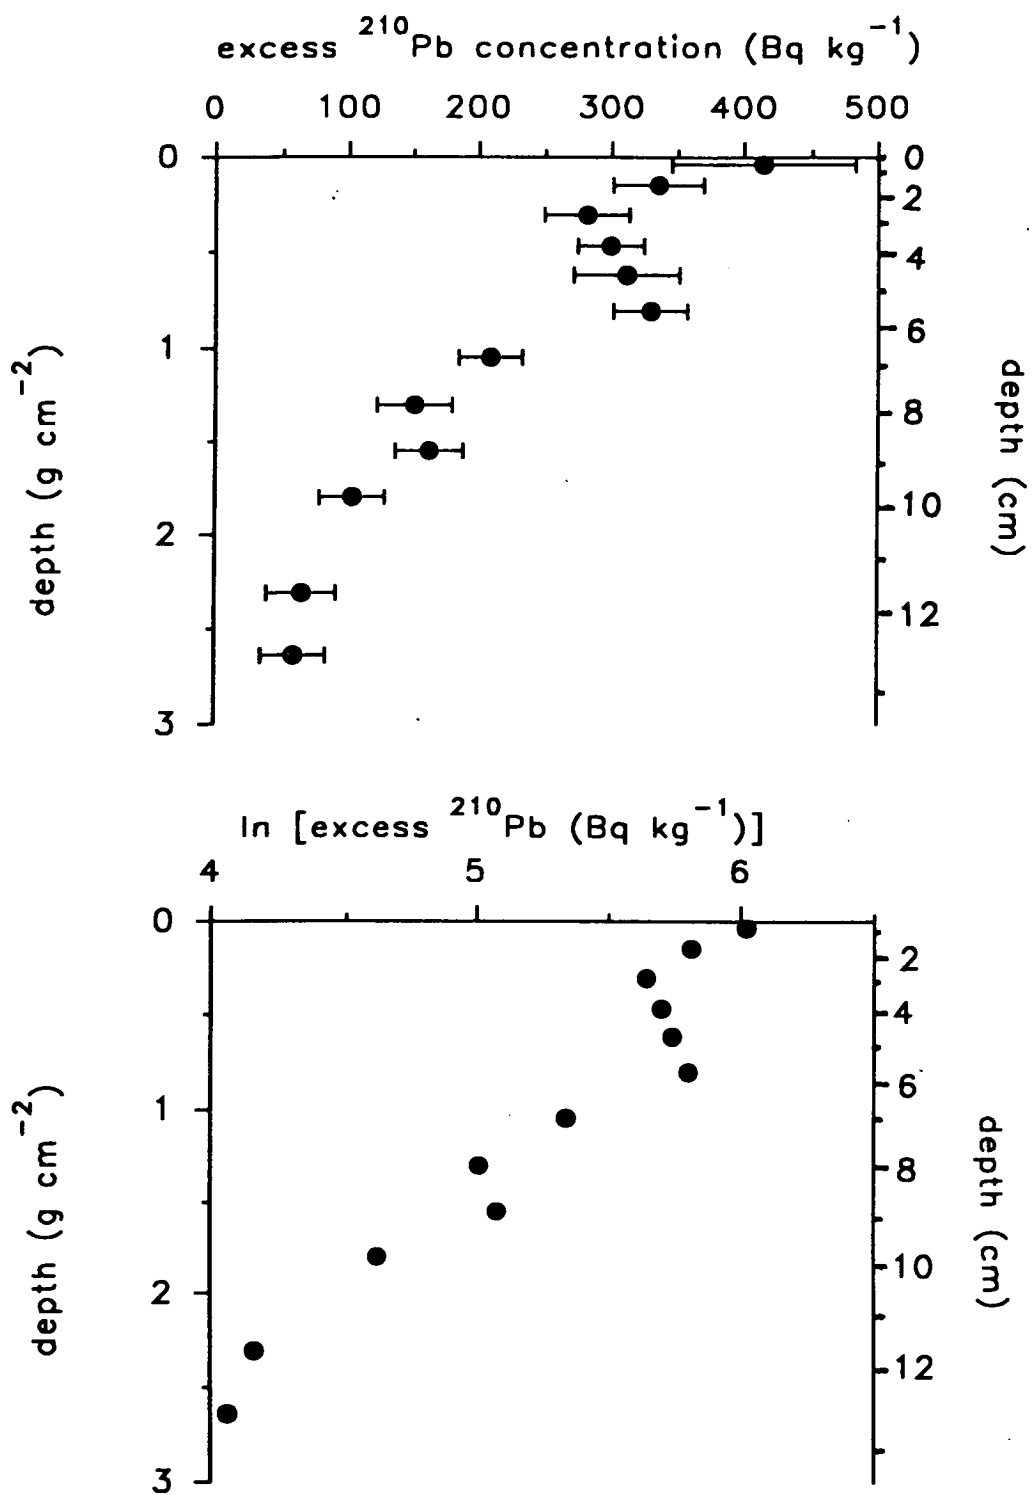 excess ²¹⁰Pb concentration (Bq kg⁻¹)
0 100 200 300 400 500
0
1
2
3
depth (g cm⁻²)
0
2
4
6
8
10
12
depth (cm)
ln [excess ²¹⁰Pb (Bq kg⁻¹)]
4 5 6
0
1
2
3
depth (g cm⁻²)
2
4
6
8
10
12
depth (cm)